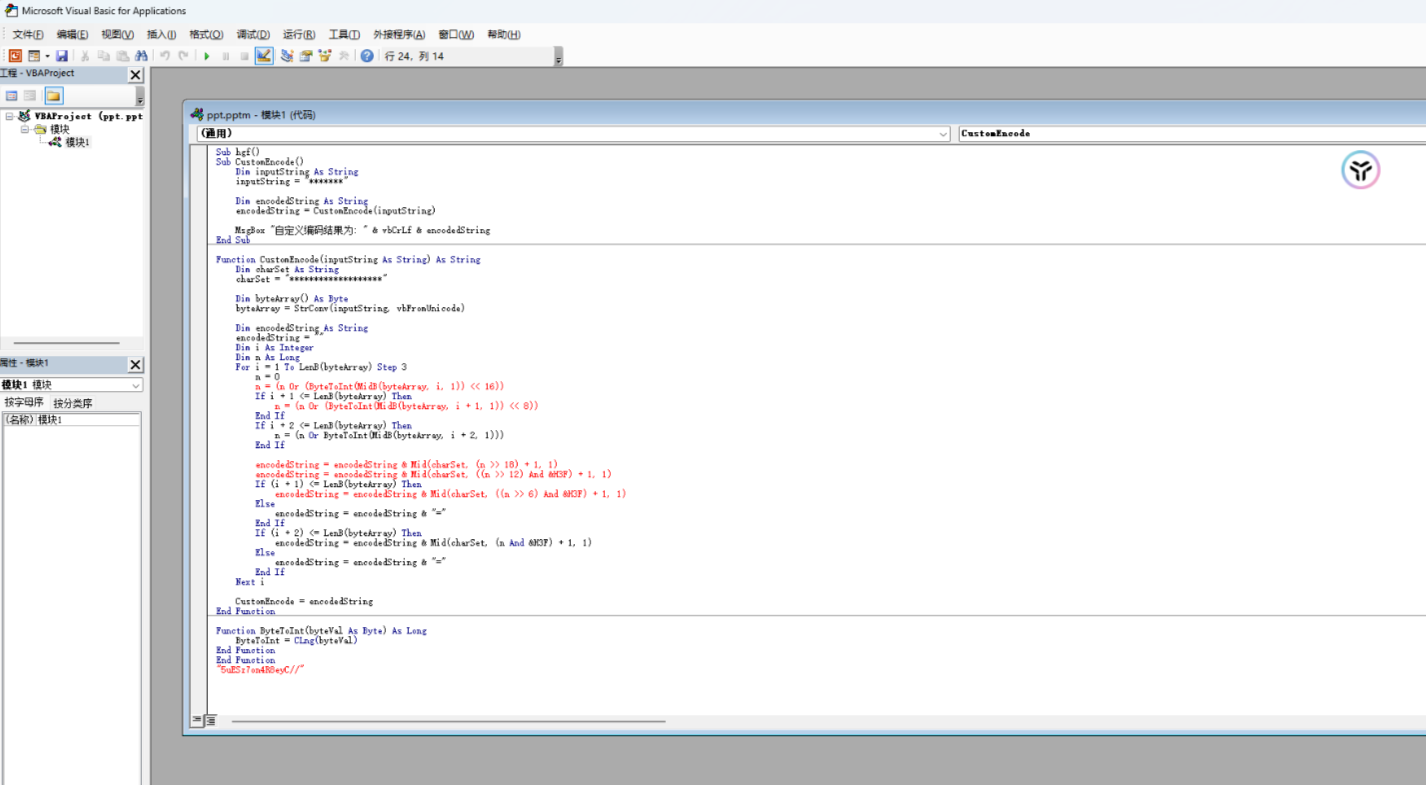 Microsoft Visual Basic for Applications
文件(F) 编辑(E) 视图(V) 插入(I) 格式(O) 调试(D) 运行(R) 工具(T) 外接程序(A) 窗口(W) 帮助(H)
行 24, 列 14
工程 - VBAProject
VBAProject (ppt.ppt
模块
模块1
属性 - 模块1
模块1 模块
按字母序 按分类序
(名称) 模块1
ppt.pptm - 模块1 (代码)
(通用) CustomEncode
Sub hgf()
Sub CustomEncode()
Dim inputString As String
inputString = "*******"
Dim encodedString As String
encodedString = CustomEncode(inputString)
MsgBox "自定义编码结果为: " & vbCrLf & encodedString
End Sub
Function CustomEncode(inputString As String) As String
Dim charSet As String
charSet = "*******************"
Dim byteArray() As Byte
byteArray = StrConv(inputString, vbFromUnicode)
Dim encodedString As String
encodedString = ""
Dim i As Integer
Dim n As Long
For i = 1 To LenB(byteArray) Step 3
n = 0
n = (n Or (ByteToInt(MidB(byteArray, i, 1)) << 16))
If i + 1 <= LenB(byteArray) Then
n = (n Or (ByteToInt(MidB(byteArray, i + 1, 1)) << 8))
End If
If i + 2 <= LenB(byteArray) Then
n = (n Or ByteToInt(MidB(byteArray, i + 2, 1)))
End If
encodedString = encodedString & Mid(charSet, (n >> 18) + 1, 1)
encodedString = encodedString & Mid(charSet, ((n >> 12) And &H3F) + 1, 1)
If (i + 1) <= LenB(byteArray) Then
encodedString = encodedString & Mid(charSet, ((n >> 6) And &H3F) + 1, 1)
Else
encodedString = encodedString & "="
End If
If (i + 2) <= LenB(byteArray) Then
encodedString = encodedString & Mid(charSet, (n And &H3F) + 1, 1)
Else
encodedString = encodedString & "="
End If
Next i
CustomEncode = encodedString
End Function
Function ByteToInt(byteVal As Byte) As Long
ByteToInt = CLng(byteVal)
End Function
End Function
"5uESr7on4R8eyC//"